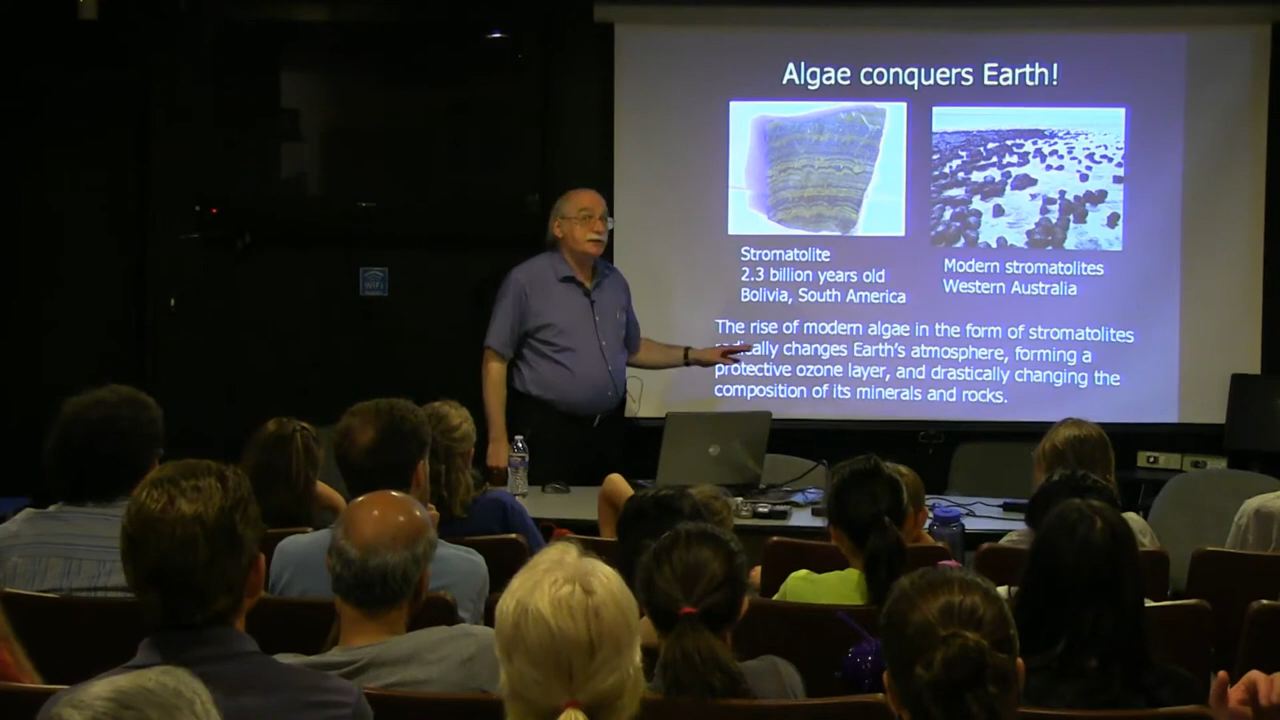 Algae conquers Earth!
Stromatolite
2.3 billion years old
Bolivia, South America
Modern stromatolites
Western Australia
The rise of modern algae in the form of stromatolites
radically changes Earth's atmosphere, forming a
protective ozone layer, and drastically changing the
composition of its minerals and rocks.
WiFi